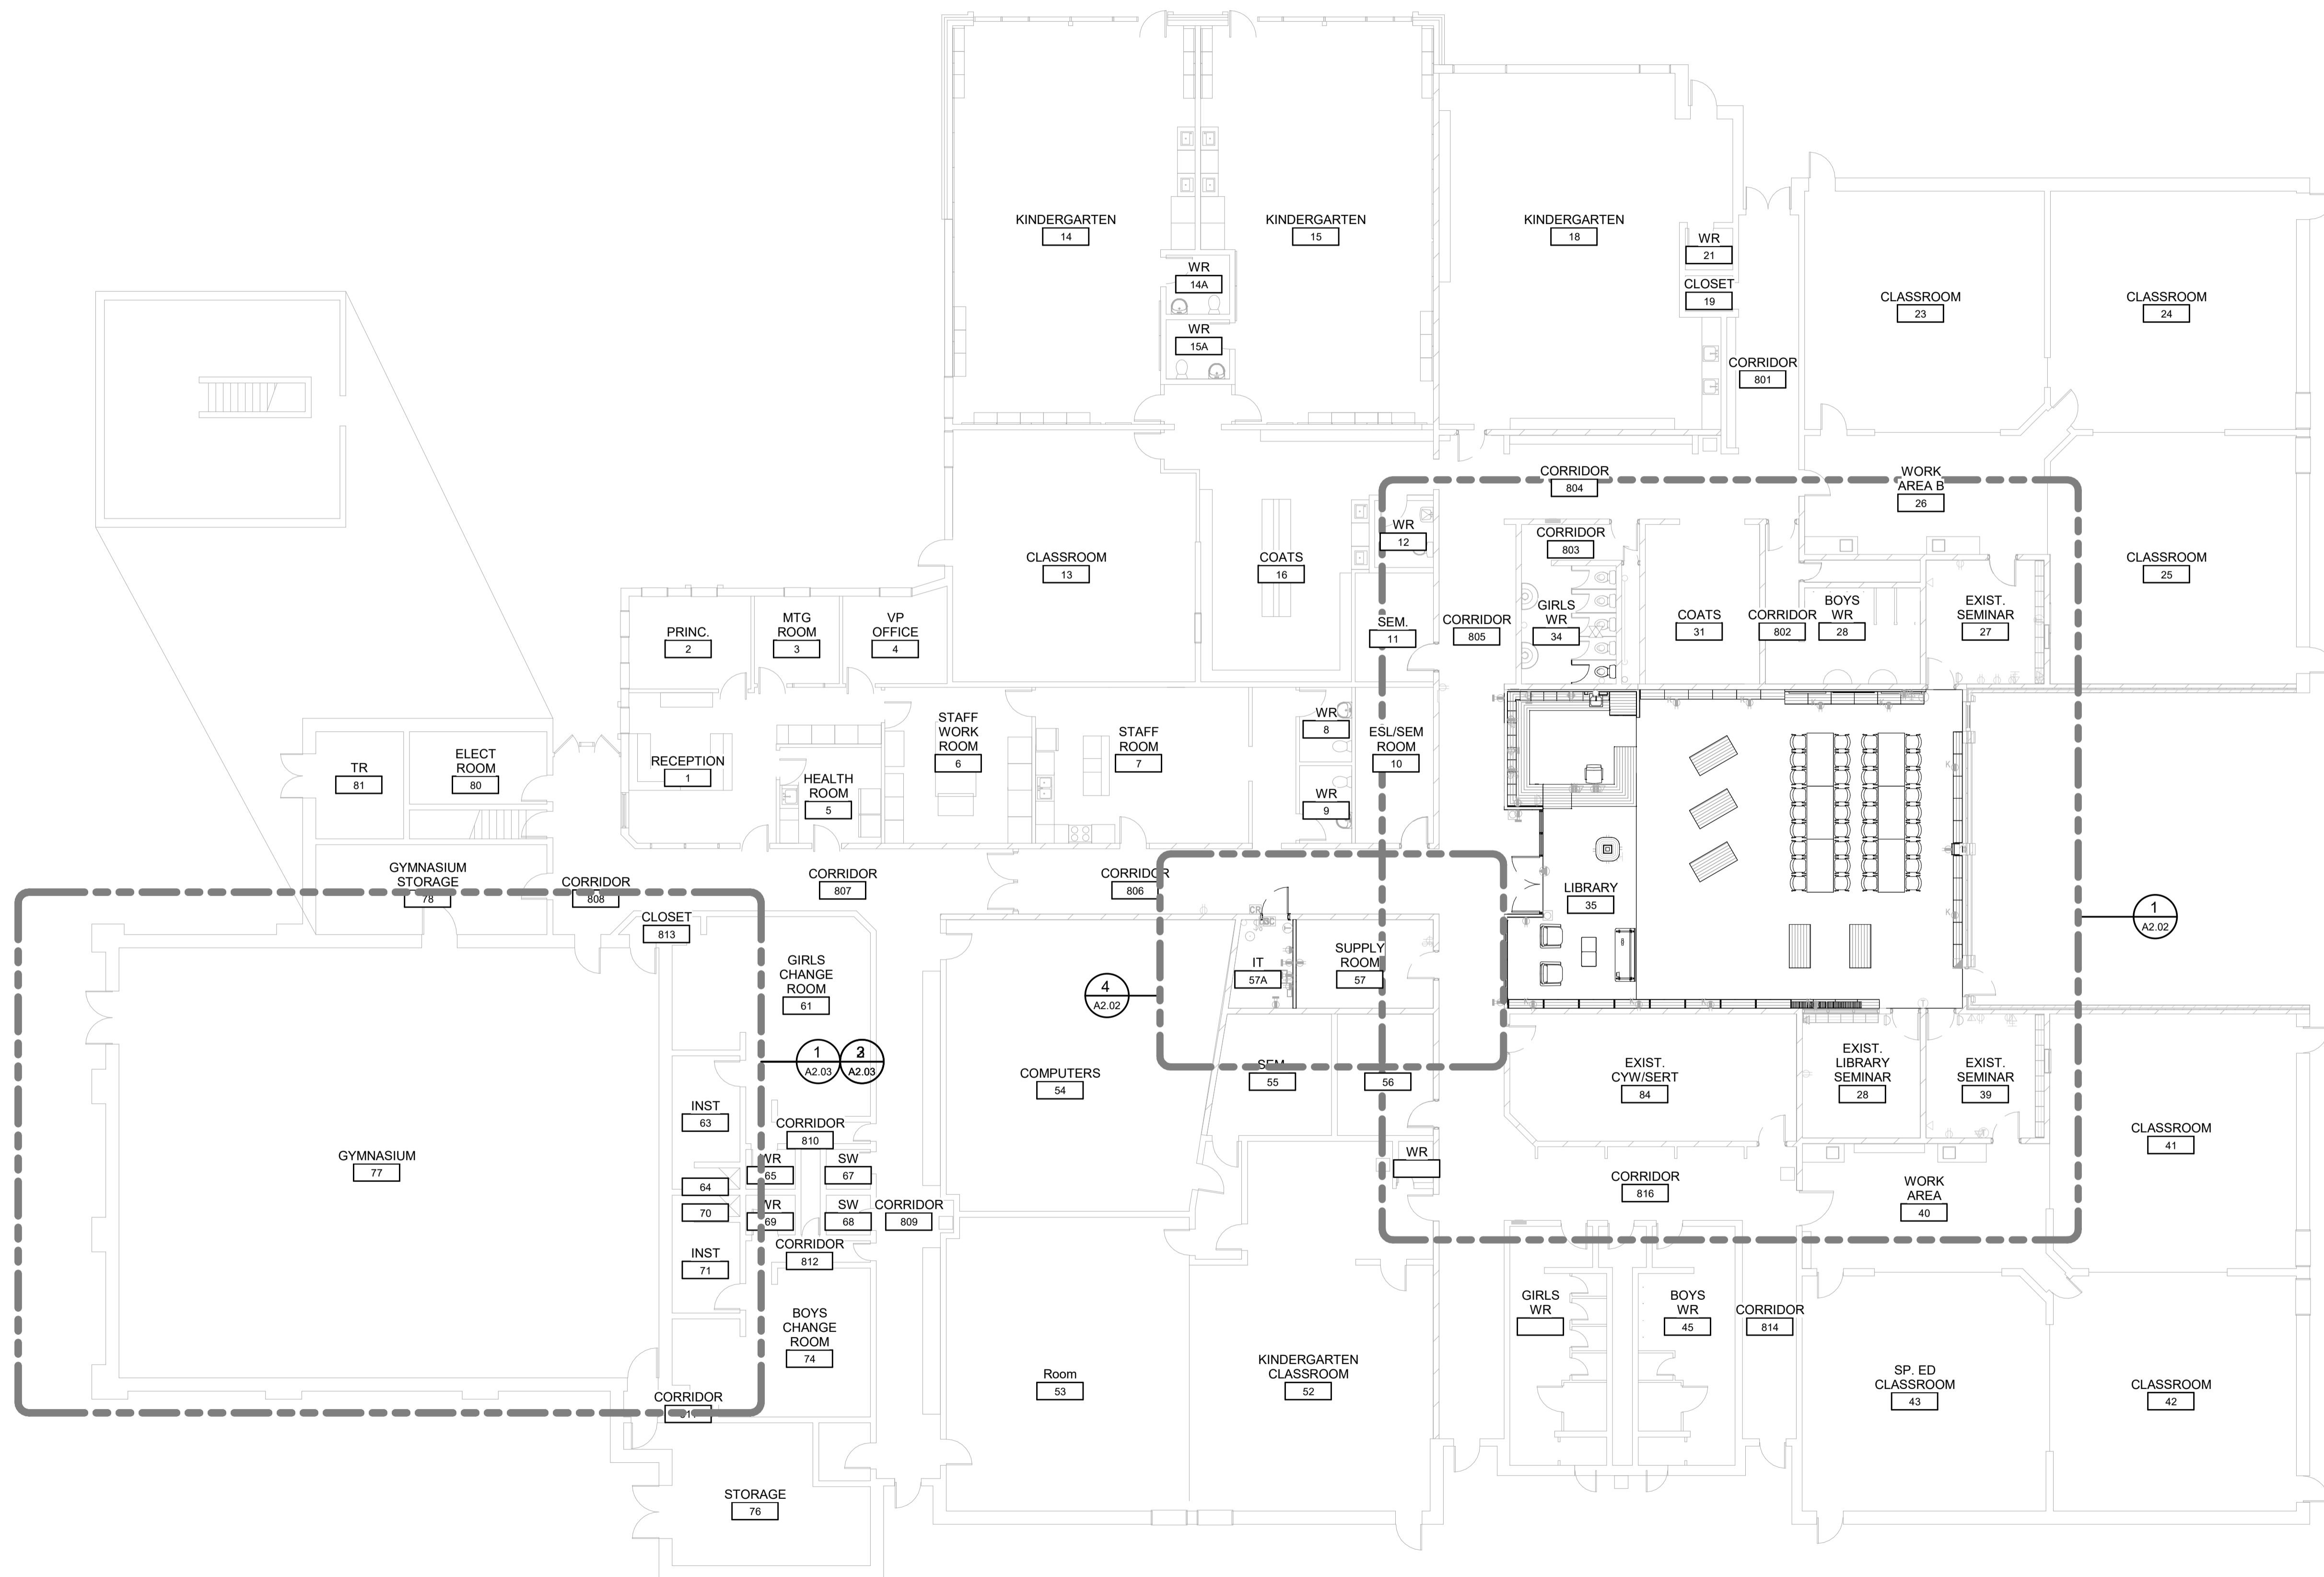 KINDERGARTEN
14
KINDERGARTEN
15
KINDERGARTEN
18
WR
21
CLOSET
19
WR
14A
WR
15A
CLASSROOM
23
CLASSROOM
24
CORRIDOR
801
CORRIDOR
804
WORK
AREA B
26
CORRIDOR
803
WR
12
CLASSROOM
13
COATS
16
CLASSROOM
25
SEM.
11
CORRIDOR
805
GIRLS
WR
34
COATS
31
CORRIDOR
802
BOYS
WR
28
EXIST.
SEMINAR
27
PRINC.
2
MTG
ROOM
3
VP
OFFICE
4
STAFF
WORK
ROOM
6
STAFF
ROOM
7
WR
8
WR
9
ESL/SEM
ROOM
10
RECEPTION
1
HEALTH
ROOM
5
TR
81
ELECT
ROOM
80
GYMNASIUM
STORAGE
78
CORRIDOR
808
CORRIDOR
807
CORRIDOR
806
LIBRARY
35
1
A2.02
CLOSET
813
GIRLS
CHANGE
ROOM
61
CR
IT
57A
SUPPLY
ROOM
57
4
A2.02
1
A2.03
A2.03
SEM
55
56
COMPUTERS
54
EXIST.
CYW/SERT
84
EXIST.
LIBRARY
SEMINAR
28
EXIST.
SEMINAR
39
INST
63
CORRIDOR
810
WR
65
SW
67
64
70
WR
69
SW
68
CORRIDOR
809
CORRIDOR
812
INST
71
GYMNASIUM
77
WR
CORRIDOR
816
WORK
AREA
40
CLASSROOM
41
BOYS
CHANGE
ROOM
74
CORRIDOR
Room
53
KINDERGARTEN
CLASSROOM
52
GIRLS
WR
BOYS
WR
45
CORRIDOR
814
SP. ED
CLASSROOM
43
CLASSROOM
42
STORAGE
76